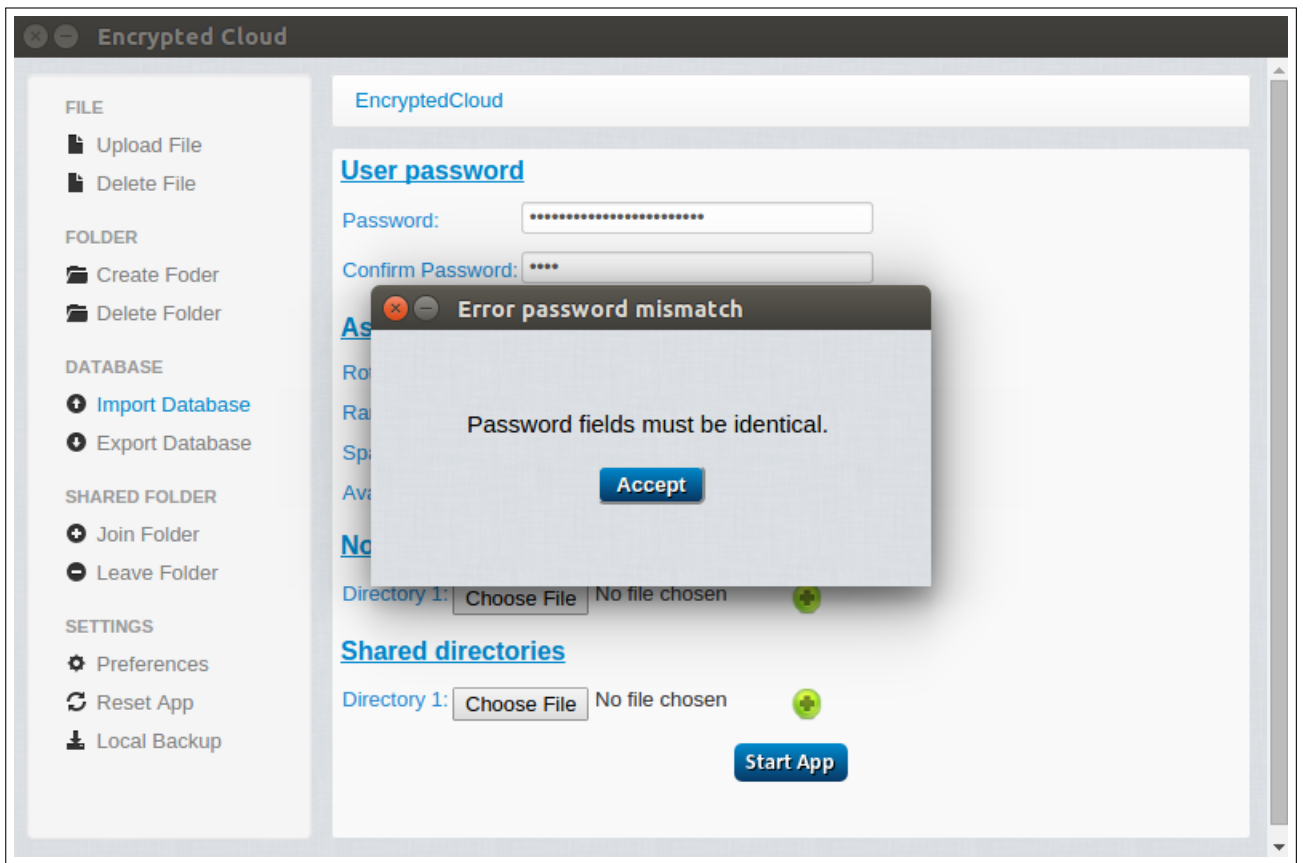 Encrypted Cloud
FILE
Upload File
Delete File
FOLDER
Create Foder
Delete Folder
DATABASE
Import Database
Export Database
SHARED FOLDER
Join Folder
Leave Folder
SETTINGS
Preferences
Reset App
Local Backup
EncryptedCloud
User password
Password: ••••••••••••••••••••••••
Confirm Password: ••••
Error password mismatch
Password fields must be identical.
Accept
Directory 1: Choose File No file chosen
Shared directories
Directory 1: Choose File No file chosen
Start App